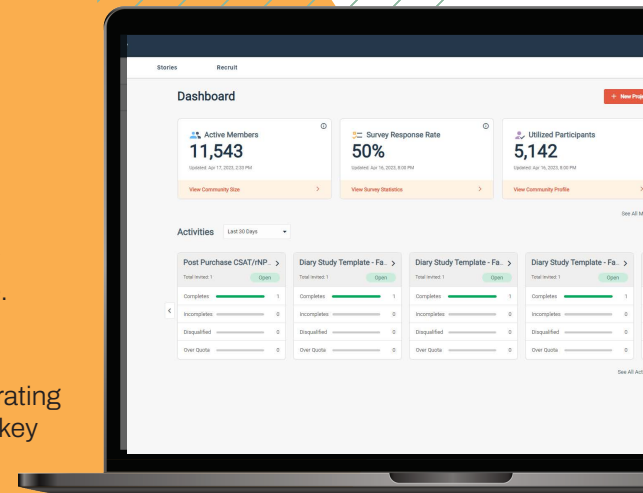 Stories Recruit
Dashboard
+ New Proje
Active Members
11,543
Updated: Apr 17, 2023, 2:33 PM
View Community Size >
Survey Response Rate
50%
Updated: Apr 16, 2023, 8:00 PM
View Survey Statistics >
Utilized Participants
5,142
Updated: Apr 16, 2023, 8:00 PM
View Community Profile >
See All M
Activities Last 30 Days
Post Purchase CSAT/rNP.. >
Total Invited: 1 Open
Completes 1
Incompletes 0
Disqualified 0
Over Quota 0
Diary Study Template - Fa.. >
Total Invited: 1 Open
Completes 1
Incompletes 0
Disqualified 0
Over Quota 0
Diary Study Template - Fa.. >
Total Invited: 1 Open
Completes 1
Incompletes 0
Disqualified 0
Over Quota 0
Diary Study Template - Fa.. >
Total Invited: 1 Open
Completes 1
Incompletes 0
Disqualified 0
Over Quota 0
See All Act
.
rating
key